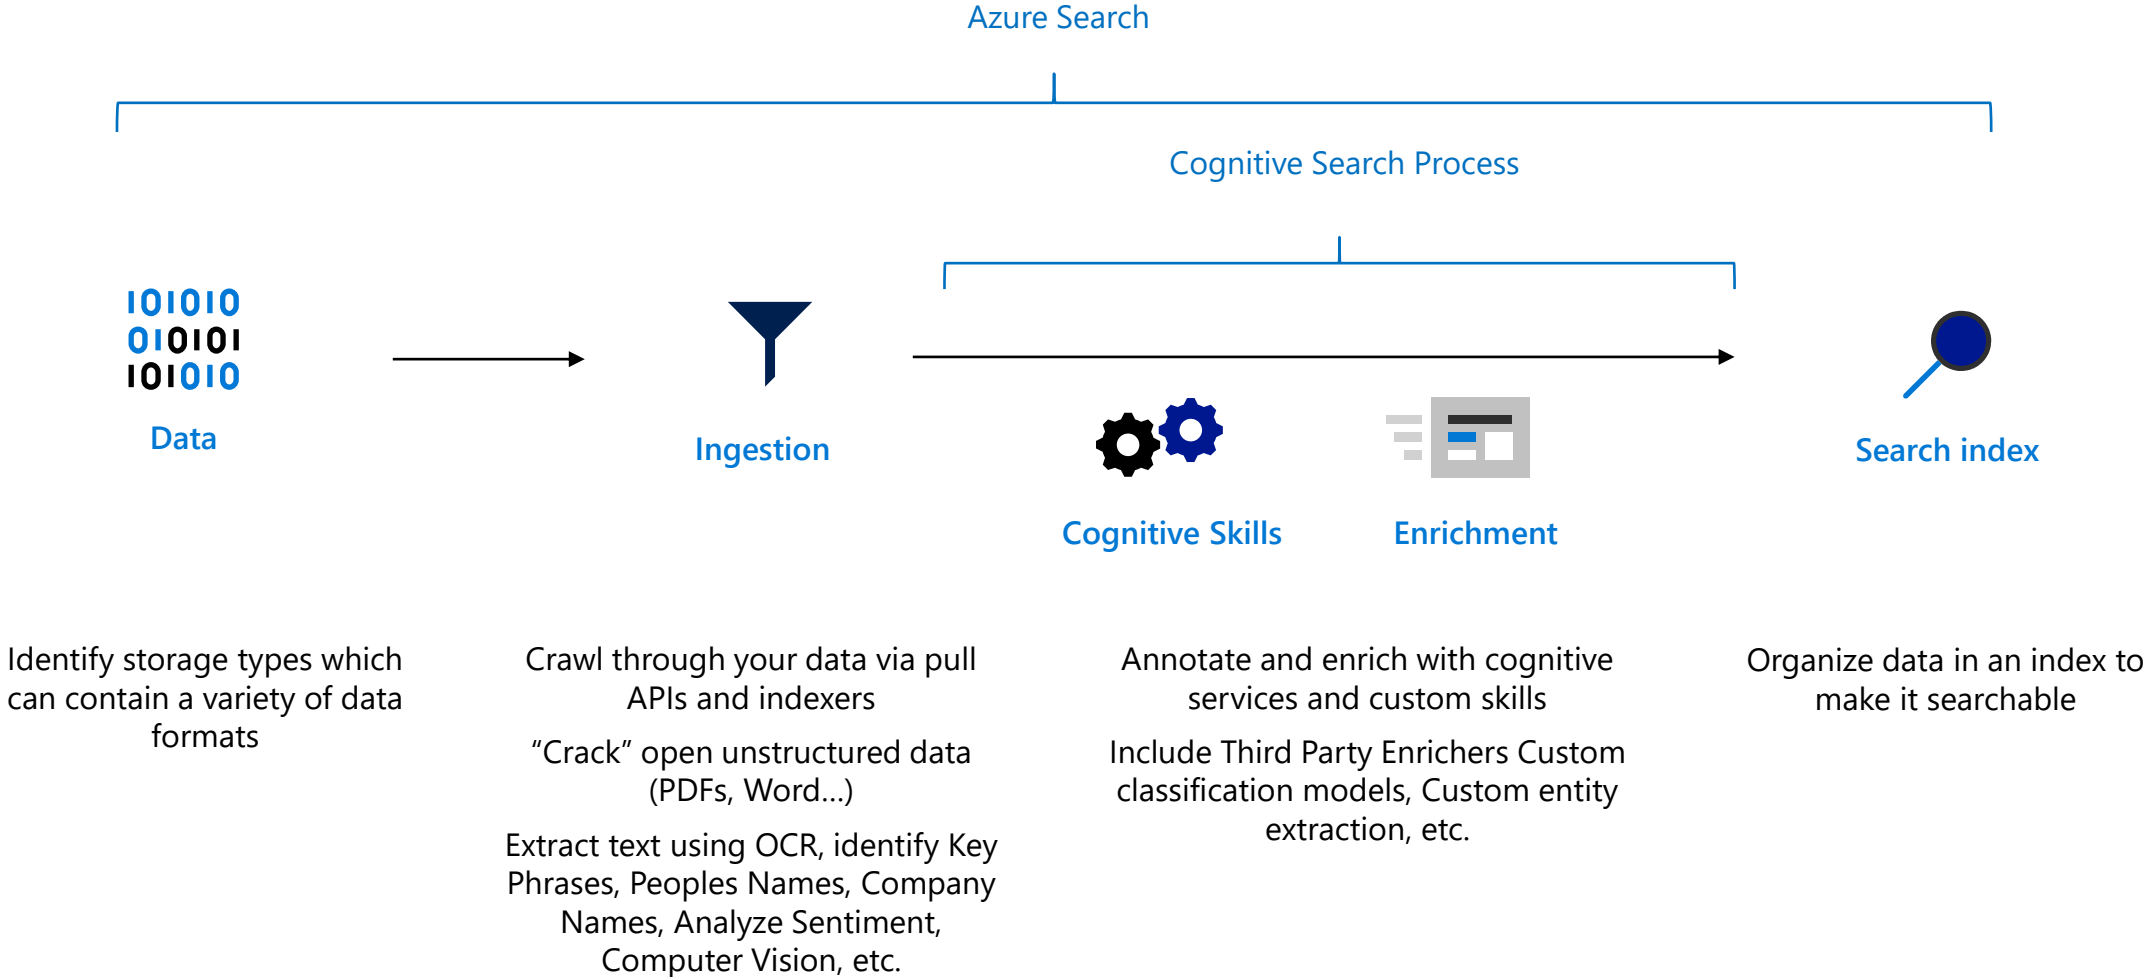 Azure Search
Cognitive Search Process
101010
010101
101010
Data
Ingestion
Cognitive Skills
Enrichment
Search index
Identify storage types which
can contain a variety of data
formats
Crawl through your data via pull
APIs and indexers
“Crack” open unstructured data
(PDFs, Word…)
Extract text using OCR, identify Key
Phrases, Peoples Names, Company
Names, Analyze Sentiment,
Computer Vision, etc.
Annotate and enrich with cognitive
services and custom skills
Include Third Party Enrichers Custom
classification models, Custom entity
extraction, etc.
Organize data in an index to
make it searchable